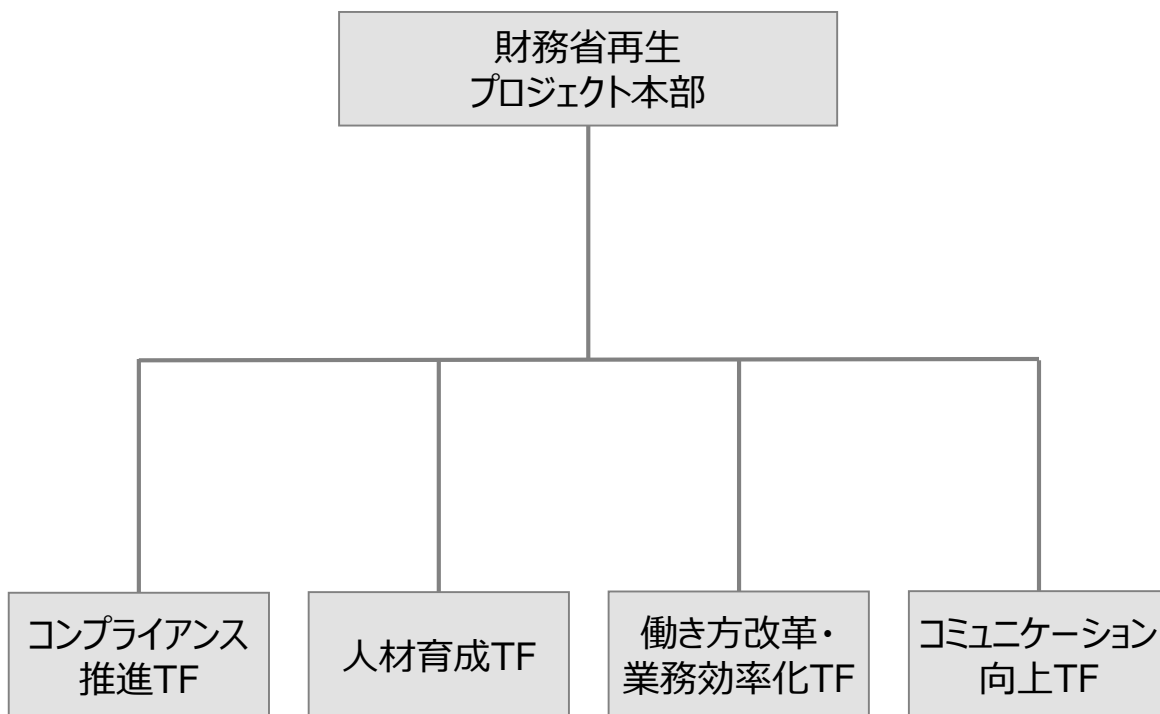 財務省再生
プロジェクト本部
コンプライアンス
推進TF
人材育成TF
働き方改革・
業務効率化TF
コミュニケーション
向上TF